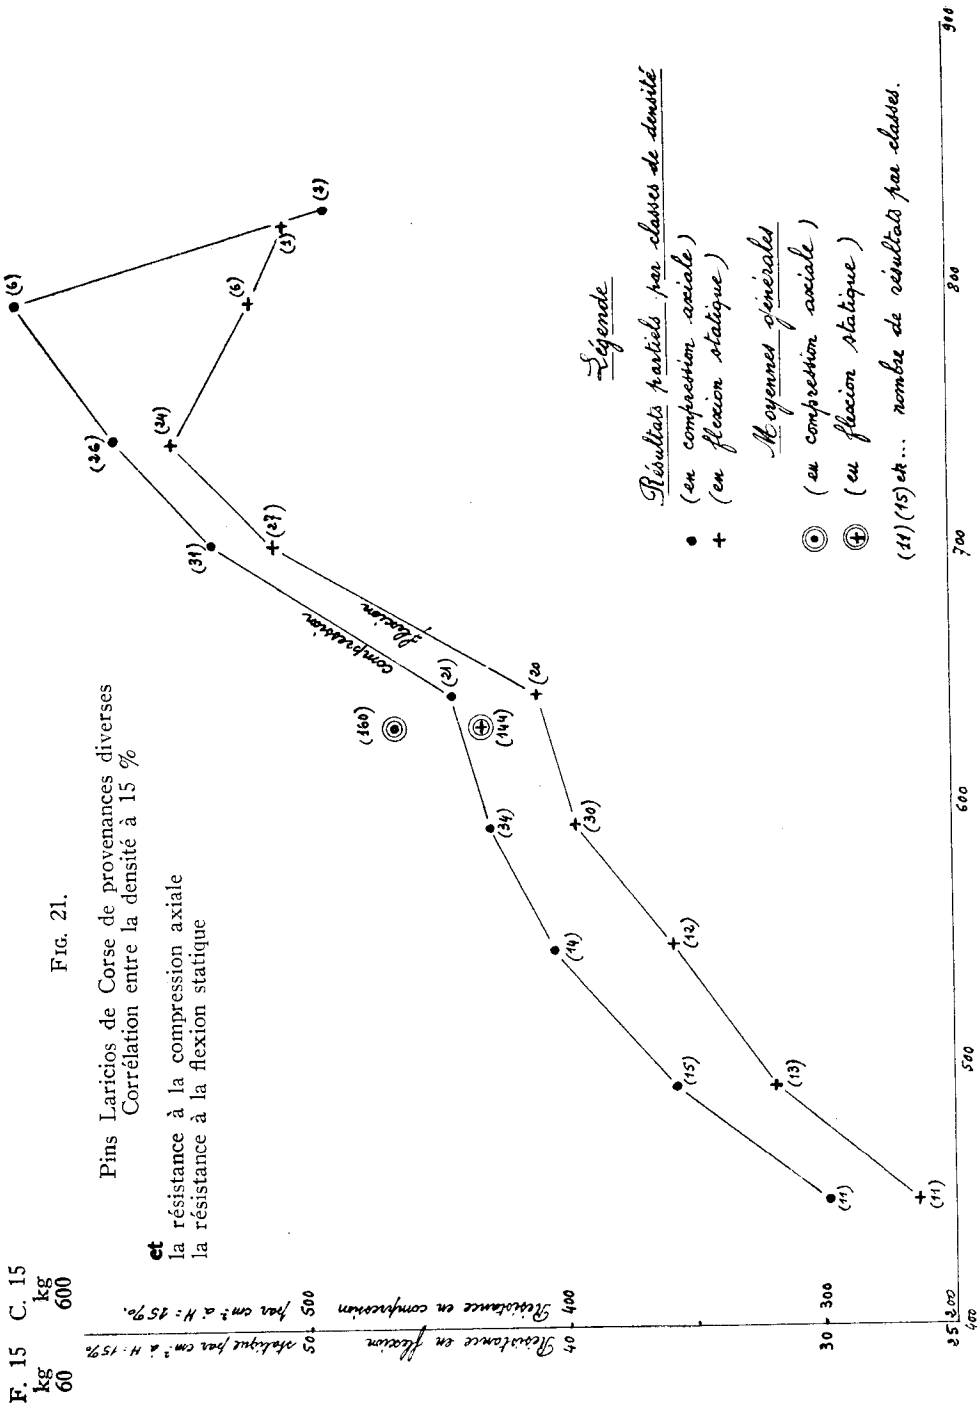 F. 15 C. 15
kg kg
60 600
FIG. 21.
Pins Laricios de Corse de provenances diverses
Corrélation entre la densité à 15 %
et
la résistance à la compression axiale
la résistance à la flexion statique
Résistance en flexion statique par cm² à H = 15%
Résistance en compression par cm² à H = 15%.
50 500
40 400
30 300
25 200
400
500
600
700
800
900
compression
flexion
(11)
(15)
(14)
(34)
(21)
(31)
(26)
(6)
(2)
(11)
(13)
(12)
(30)
(20
(27)
(24)
(6)
(1)
(160)
(144)
Légende
Résultats partiels par classes de densité
(en compression axiale)
(en flexion statique)
Moyennes générales
(en compression axiale)
(en flexion statique)
(11) (15) etc... nombre de résultats par classes.